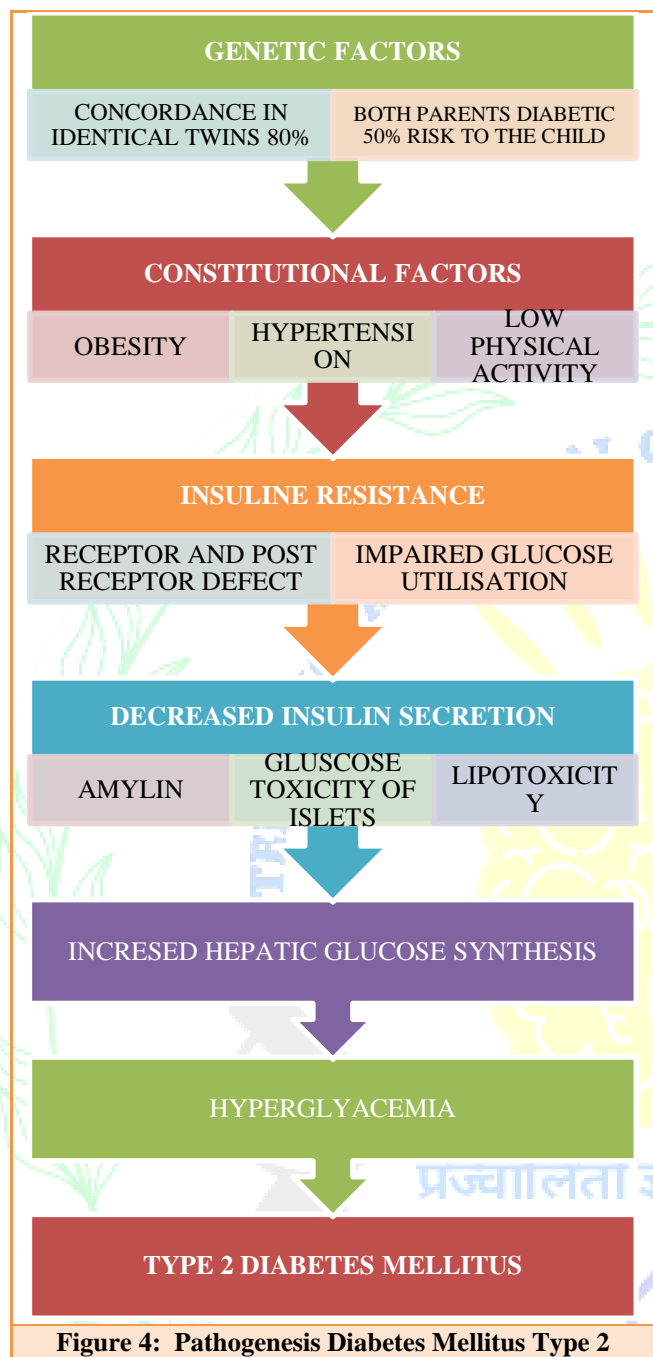 GENETIC FACTORS
CONCORDANCE IN
IDENTICAL TWINS 80%
BOTH PARENTS DIABETIC
50% RISK TO THE CHILD
CONSTITUTIONAL FACTORS
OBESITY
HYPERTENSI
ON
LOW
PHYSICAL
ACTIVITY
INSULINE RESISTANCE
RECEPTOR AND POST
RECEPTOR DEFECT
IMPAIRED GLUCOSE
UTILISATION
DECREASED INSULIN SECRETION
AMYLIN
GLUSCOSE
TOXICITY OF
ISLETS
LIPOTOXICIT
Y
INCRESED HEPATIC GLUCOSE SYNTHESIS
HYPERGLYACEMIA
प्रज्वालितो
TYPE 2 DIABETES MELLITUS
Figure 4: Pathogenesis Diabetes Mellitus Type 2